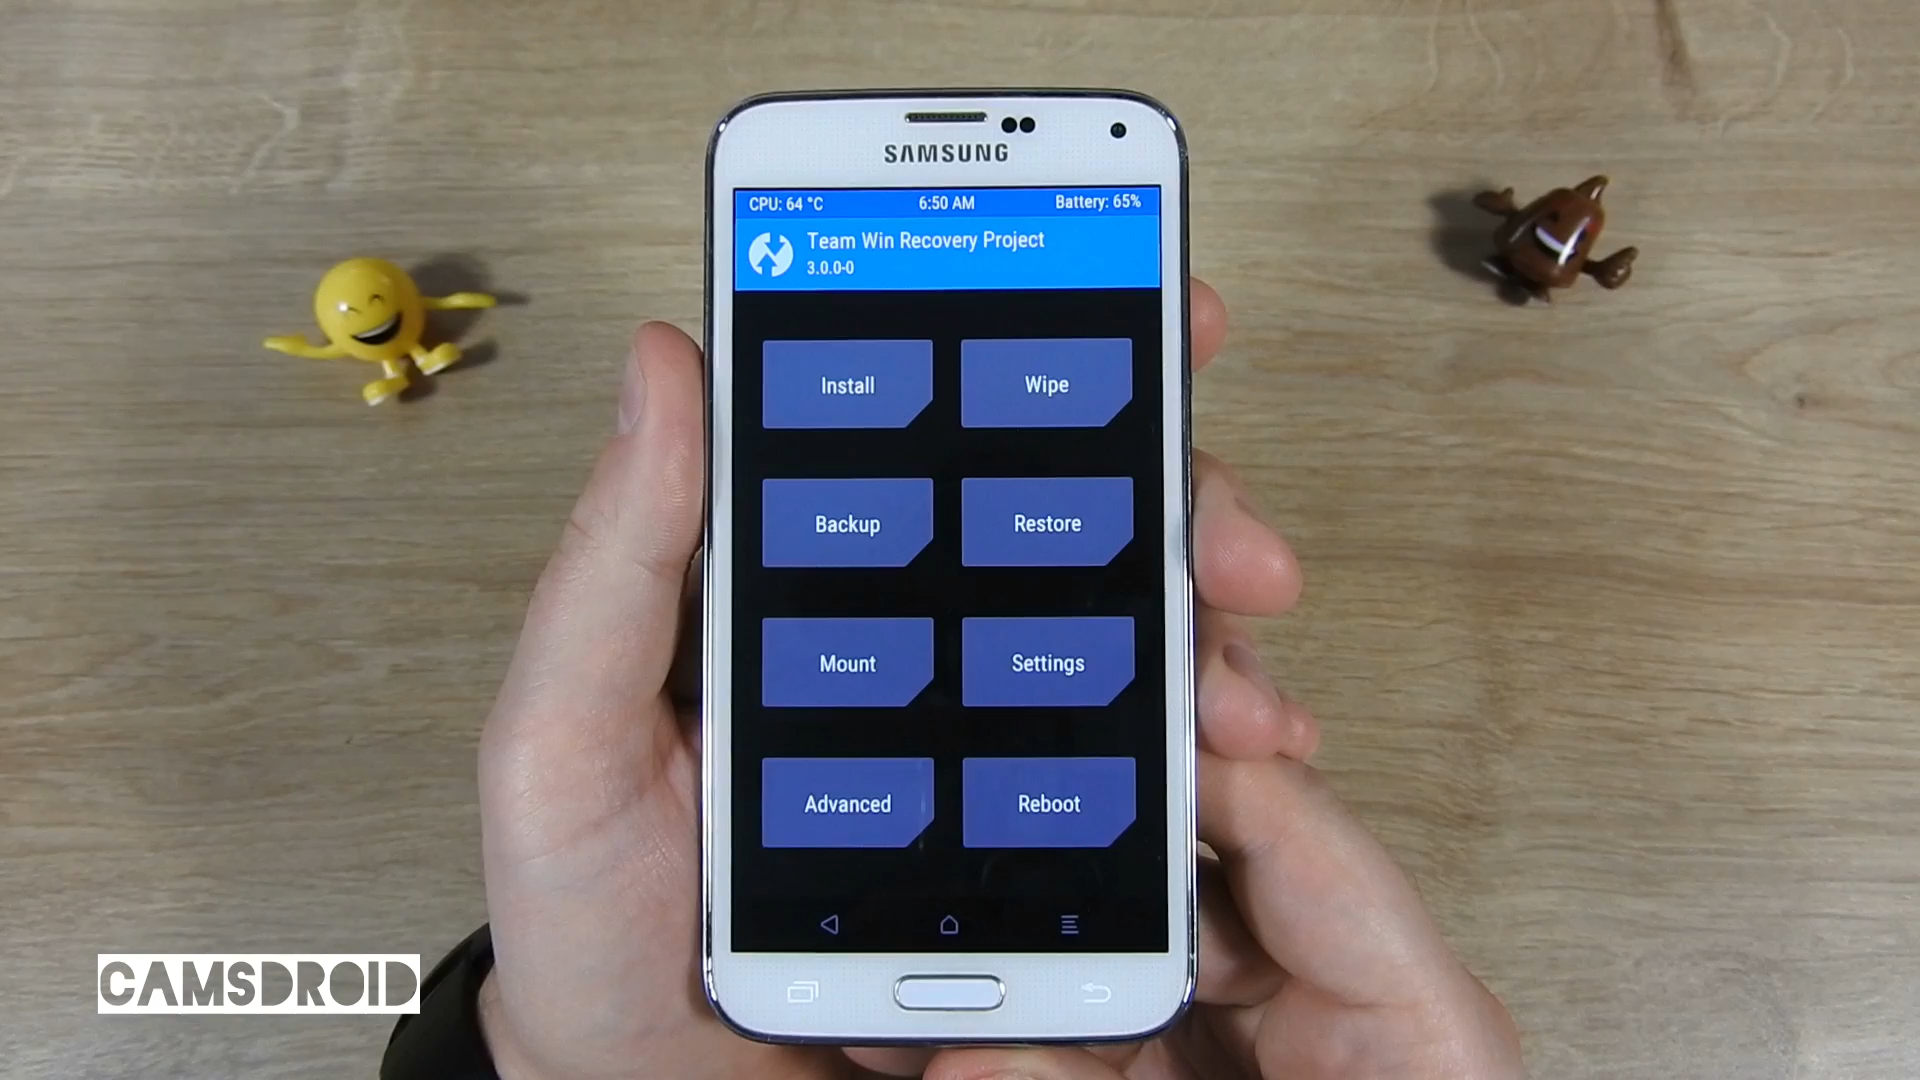 SAMSUNG
CPU: 64 °C 6:50 AM Battery: 65%
Team Win Recovery Project
3.0.0-0
Install Wipe
Backup Restore
Mount Settings
Advanced Reboot
CAMSDROID